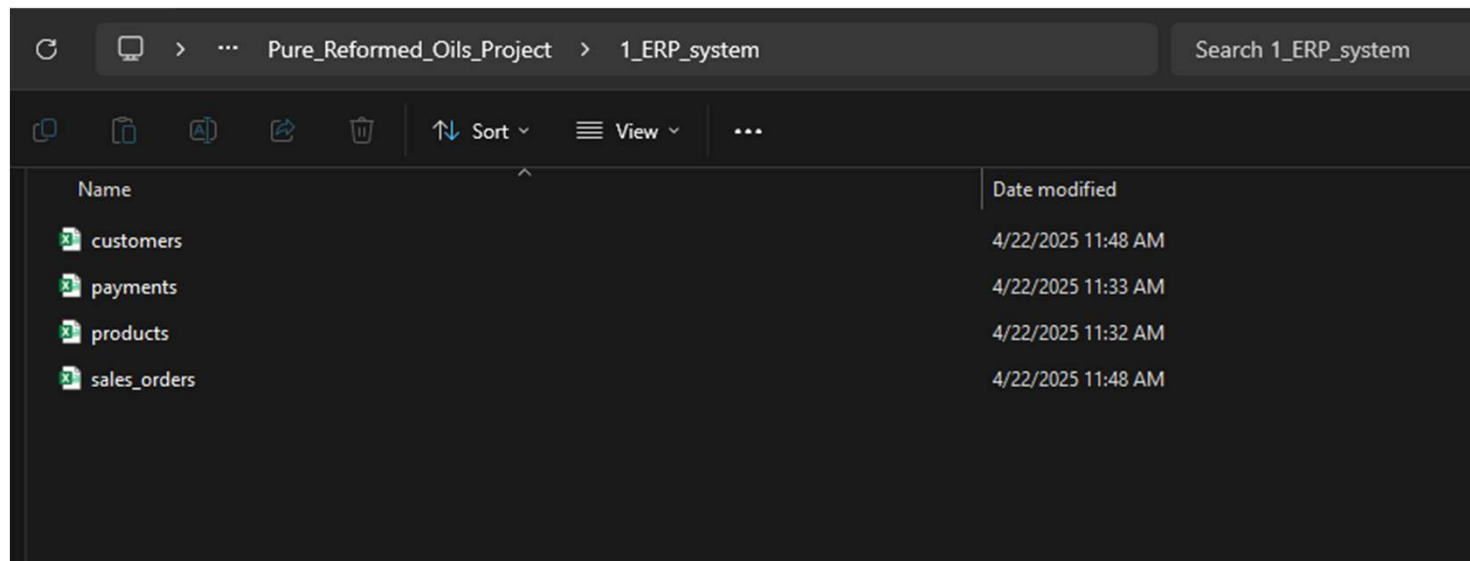 … Pure_Reformed_Oils_Project > 1_ERP_system Search 1_ERP_system
Sort View …
Name Date modified
customers 4/22/2025 11:48 AM
payments 4/22/2025 11:33 AM
products 4/22/2025 11:32 AM
sales_orders 4/22/2025 11:48 AM